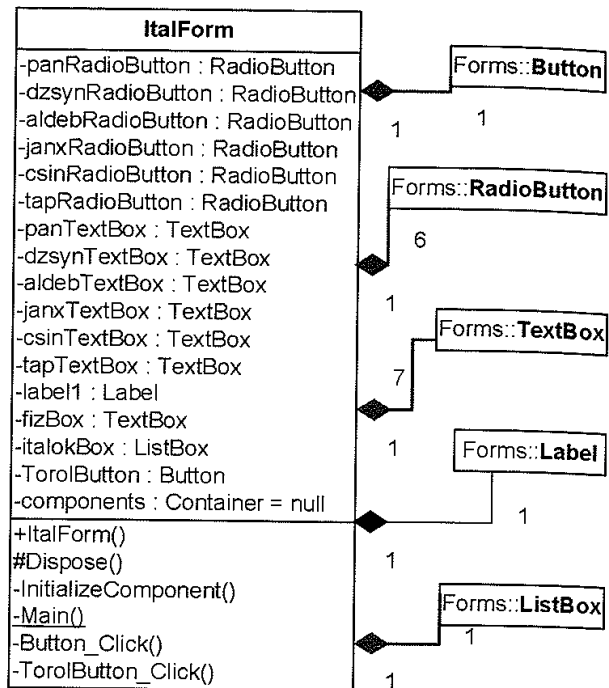 ItalForm
-panRadioButton : RadioButton
-dzsynRadioButton : RadioButton
-aldebRadioButton : RadioButton
-janxRadioButton : RadioButton
-csinRadioButton : RadioButton
-tapRadioButton : RadioButton
-panTextBox : TextBox
-dzsynTextBox : TextBox
-aldebTextBox : TextBox
-janxTextBox : TextBox
-csinTextBox : TextBox
-tapTextBox : TextBox
-label1 : Label
-fizBox : TextBox
-italokBox : ListBox
-TorolButton : Button
-components : Container = null
+ItalForm()
#Dispose()
-InitializeComponent()
-Main()
-Button_Click()
-TorolButton_Click()
Forms::Button
1
1
Forms::RadioButton
6
1
Forms::TextBox
7
1
Forms::Label
1
1
Forms::ListBox
1
1